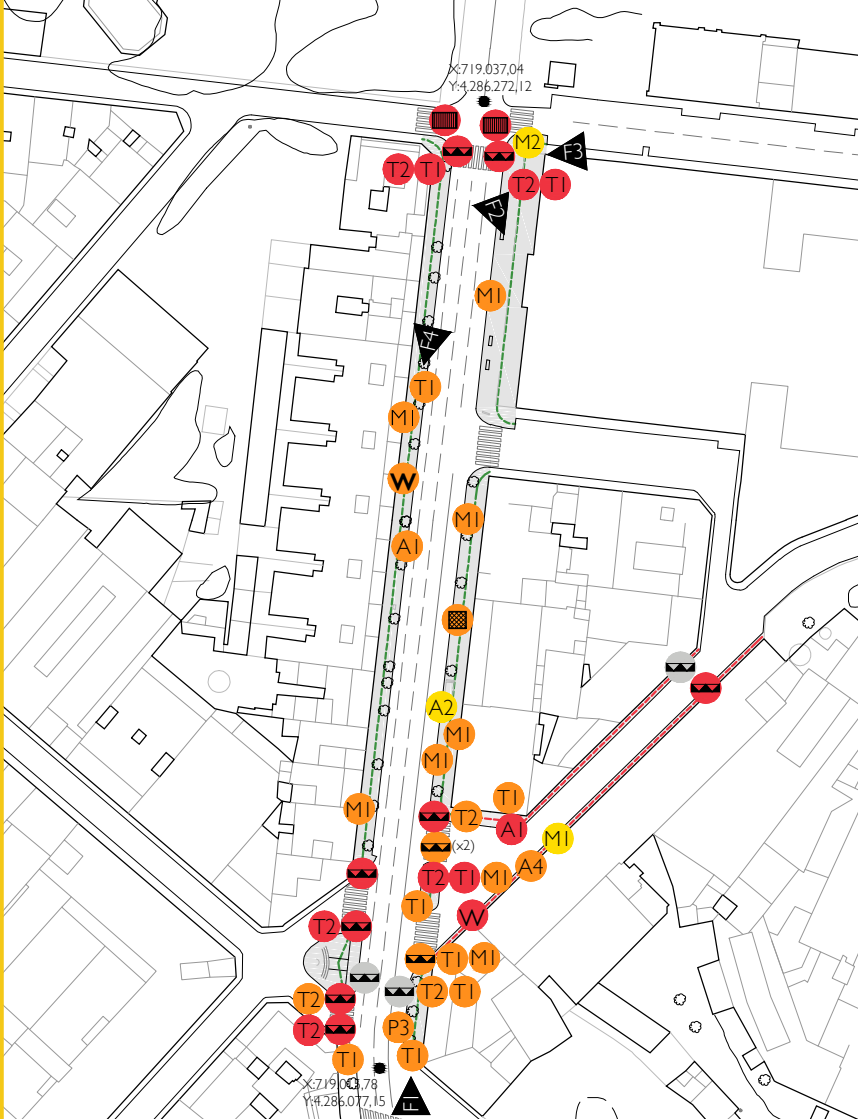 X:719.037,04
Y:4.286.272,12
M2
F3
T2 T1
T2 T1
F2
M1
F4
T1
M1
W
M1
A1
A2
M1
M1
T1
M1
T2
A1
M1
(x2)
A4
T2 T1 M1
T1
W
T2
T1 M1
T2 T1
T2
P3
T2
T1
T1
Y:4.286.077,15
F1